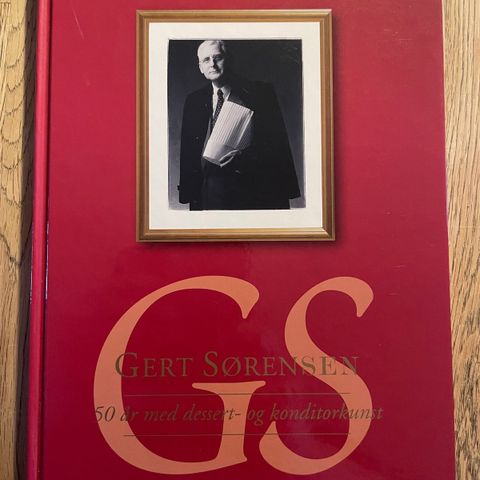 GS
GERT SØRENSEN
50 år med dessert- og konditorkunst